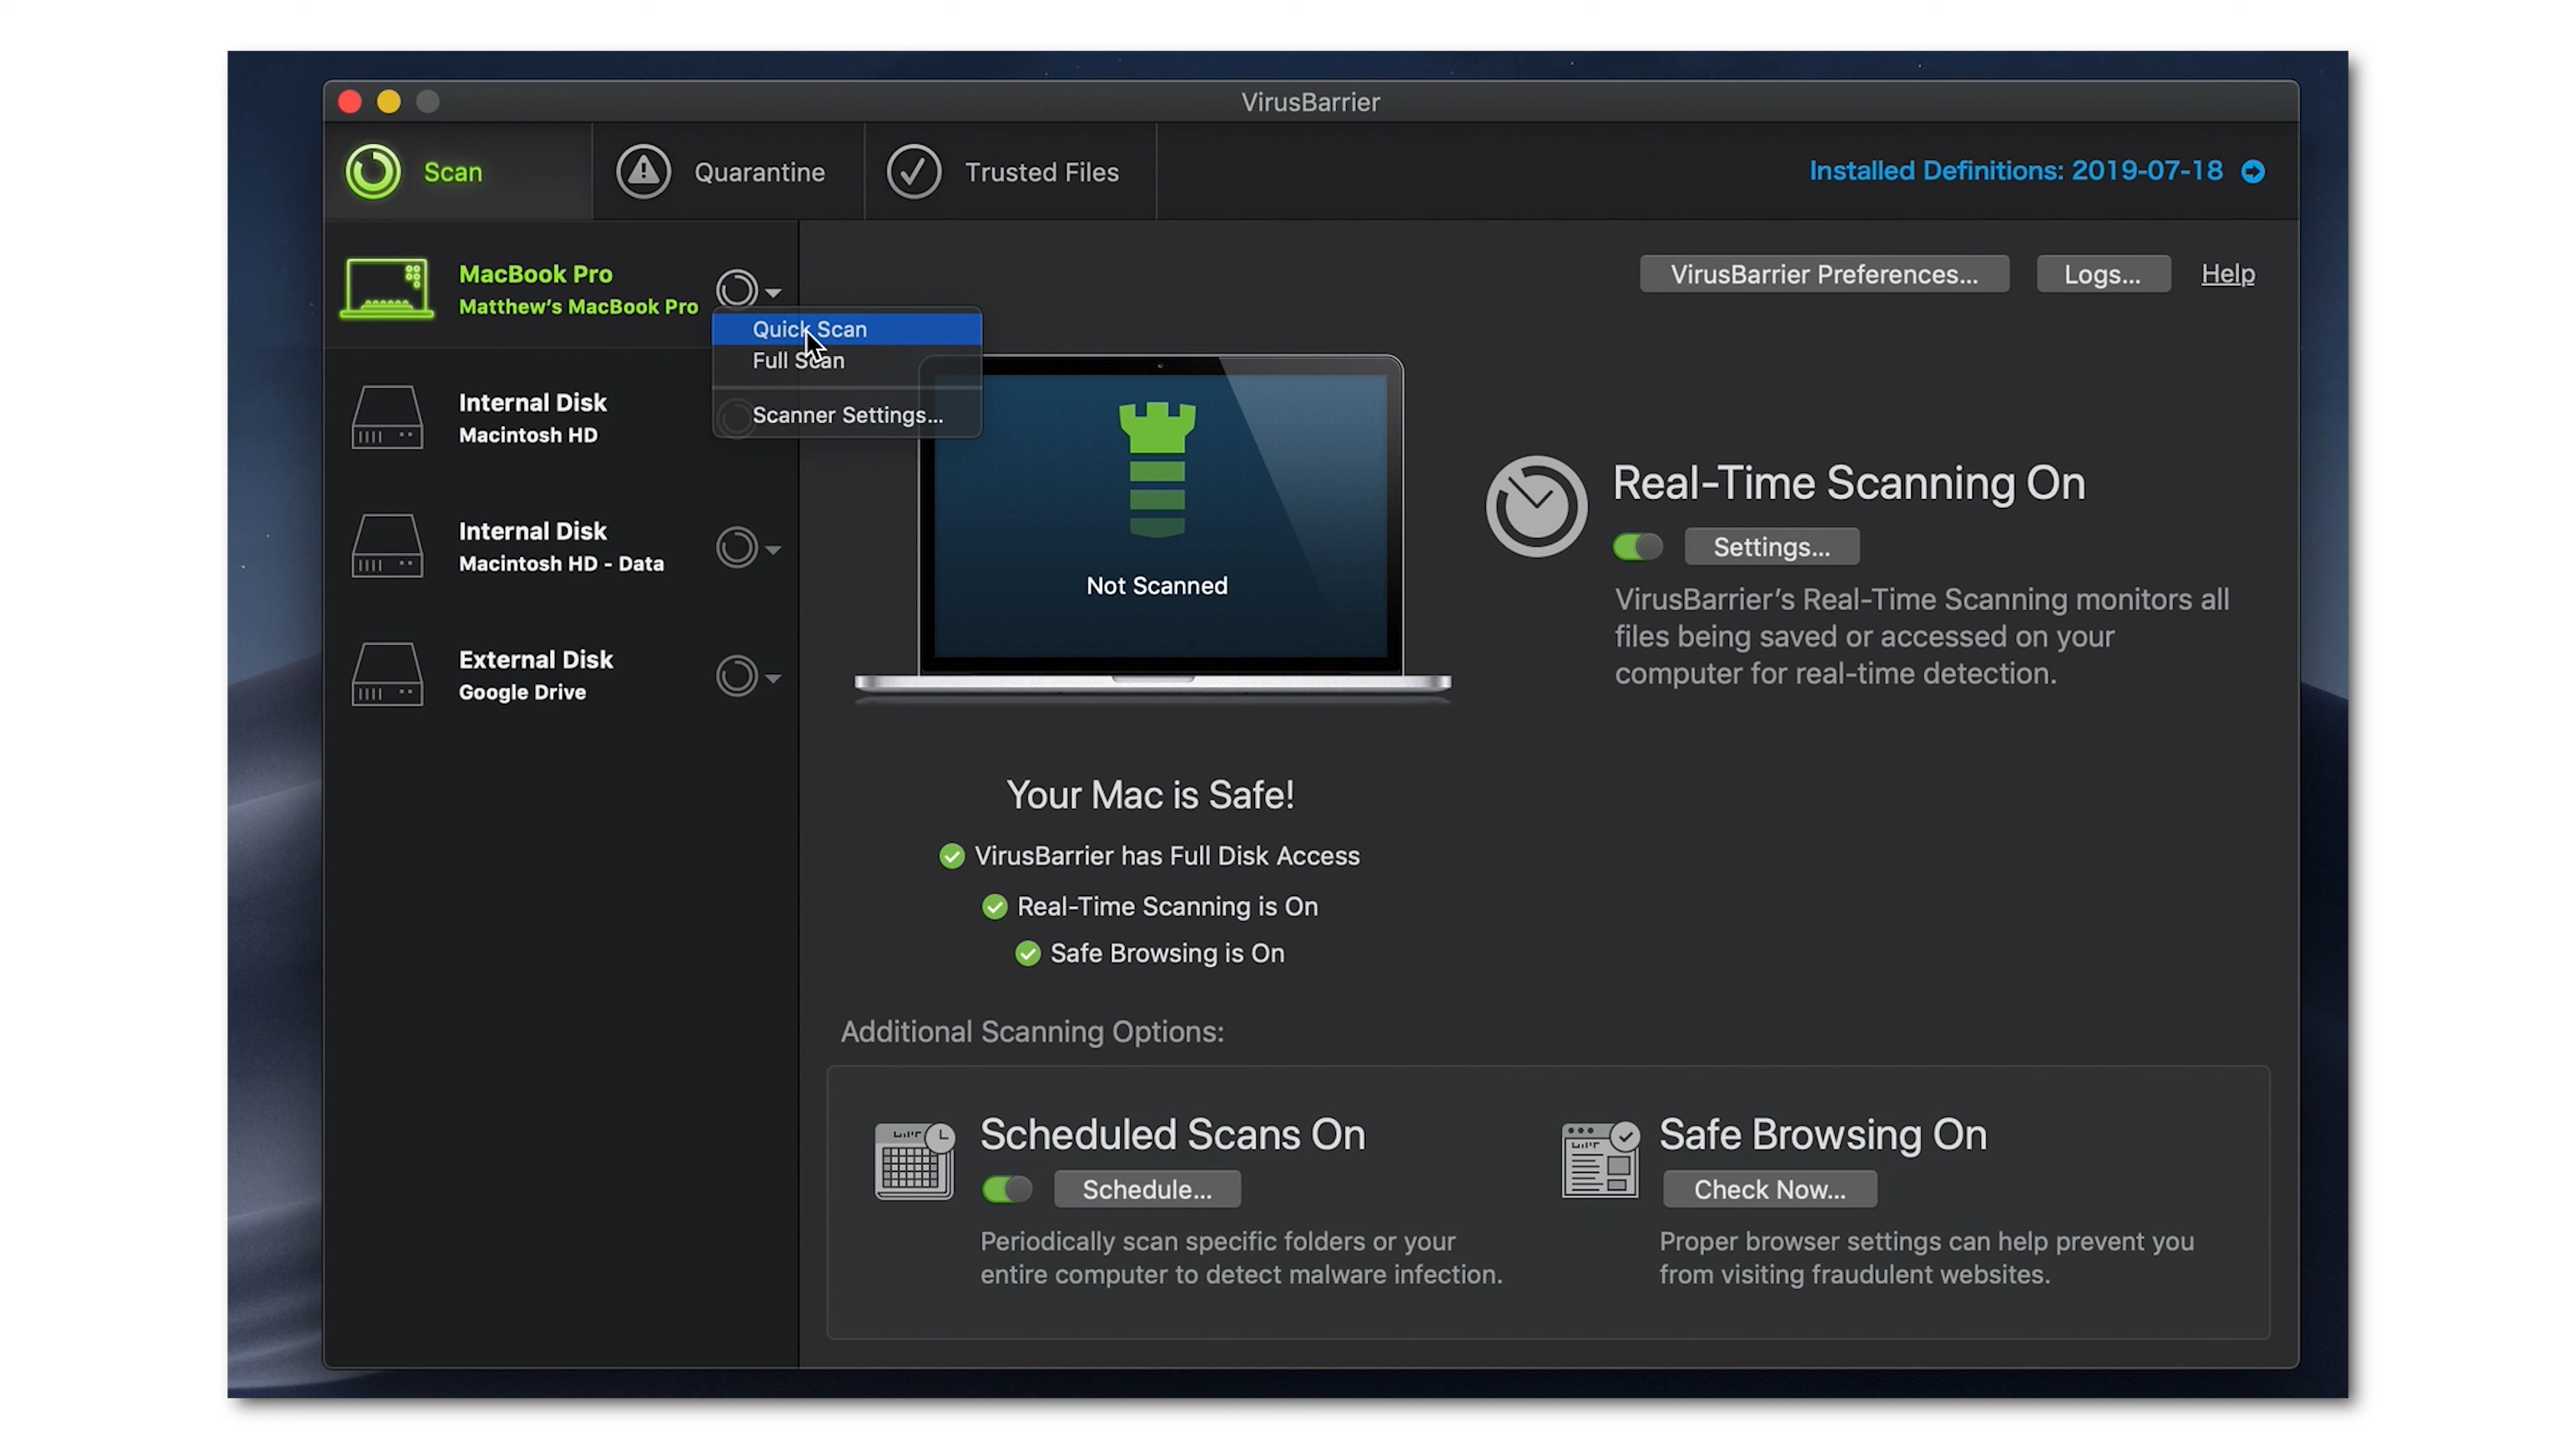 VirusBarrier
Scan
Quarantine
Trusted Files
Installed Definitions: 2019-07-18
MacBook Pro
Matthew's MacBook Pro
VirusBarrier Preferences...
Logs...
Help
Quick Scan
Full Scan
Scanner Settings...
Internal Disk
Macintosh HD
Internal Disk
Macintosh HD - Data
External Disk
Google Drive
Not Scanned
Real-Time Scanning On
Settings...
VirusBarrier's Real-Time Scanning monitors all
files being saved or accessed on your
computer for real-time detection.
Your Mac is Safe!
VirusBarrier has Full Disk Access
Real-Time Scanning is On
Safe Browsing is On
Additional Scanning Options:
Scheduled Scans On
Schedule...
Periodically scan specific folders or your
entire computer to detect malware infection.
Safe Browsing On
Check Now...
Proper browser settings can help prevent you
from visiting fraudulent websites.